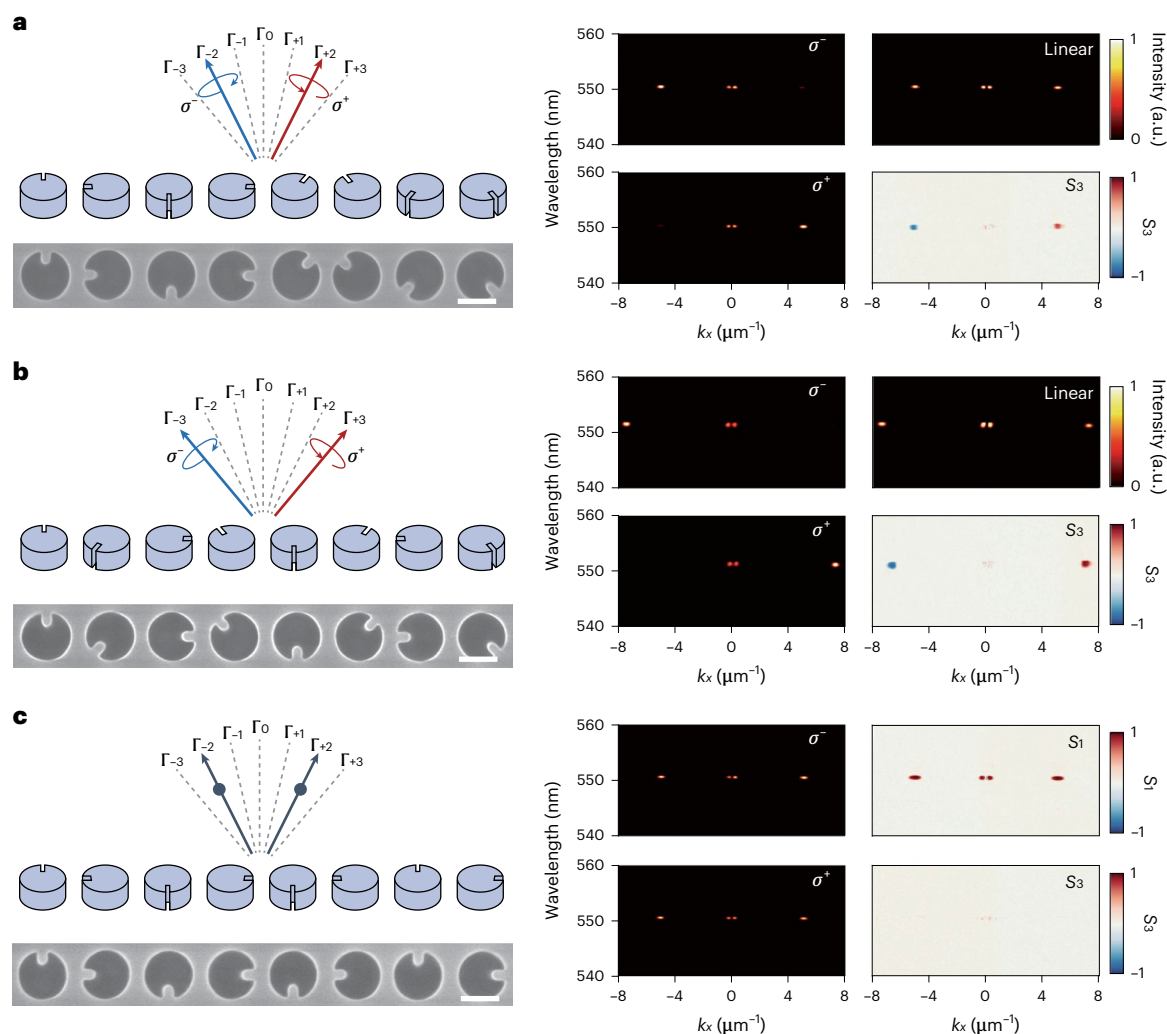 a
Γ−3
Γ−2
Γ−1
Γ0
Γ+1
Γ+2
Γ+3
σ−
σ+
Wavelength (nm)
560
550
540
560
550
540
σ−
Linear
σ+
S3
1
Intensity (a.u.)
0
1
S3
−1
−8 −4 0 4 8
−8 −4 0 4 8
kx (μm−1)
kx (μm−1)
b
Γ−3
Γ−2
Γ−1
Γ0
Γ+1
Γ+2
Γ+3
σ−
σ+
Wavelength (nm)
560
550
540
560
550
540
σ−
Linear
σ+
S3
1
Intensity (a.u.)
0
1
S3
−1
−8 −4 0 4 8
−8 −4 0 4 8
kx (μm−1)
kx (μm−1)
c
Γ−3
Γ−2
Γ−1
Γ0
Γ+1
Γ+2
Γ+3
Wavelength (nm)
560
550
540
560
550
540
σ−
S1
σ+
S3
1
S1
−1
1
S3
−1
−8 −4 0 4 8
−8 −4 0 4 8
kx (μm−1)
kx (μm−1)